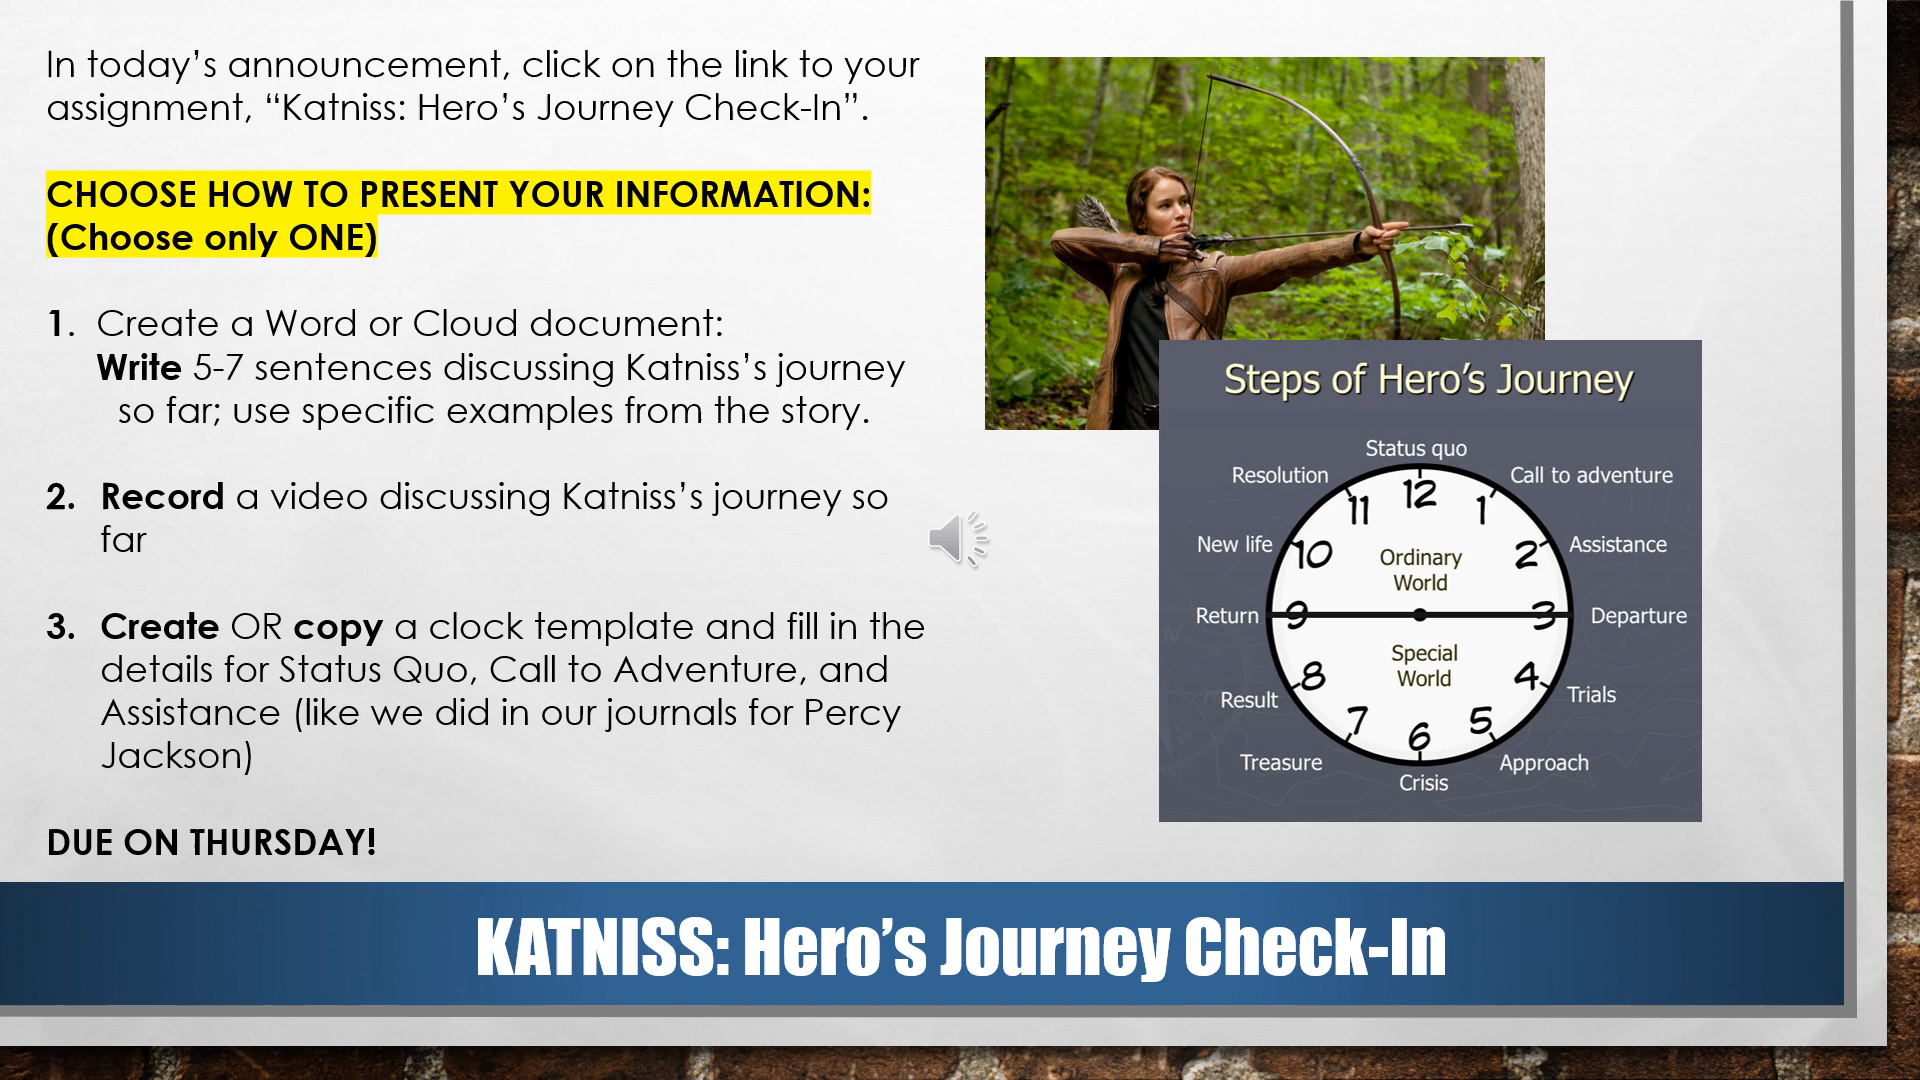 In today’s announcement, click on the link to your
assignment, “Katniss: Hero’s Journey Check-In”.
CHOOSE HOW TO PRESENT YOUR INFORMATION:
(Choose only ONE)
1. Create a Word or Cloud document:
Write 5-7 sentences discussing Katniss’s journey
so far; use specific examples from the story.
2. Record a video discussing Katniss’s journey so
far
3. Create OR copy a clock template and fill in the
details for Status Quo, Call to Adventure, and
Assistance (like we did in our journals for Percy
Jackson)
DUE ON THURSDAY!
Steps of Hero’s Journey
Status quo
Resolution
Call to adventure
12
11
1
New life
10
Ordinary
World
2
Assistance
Return
9
3
Departure
Special
World
8
4
Result
Trials
7
5
6
Treasure
Approach
Crisis
KATNISS: Hero’s Journey Check-In